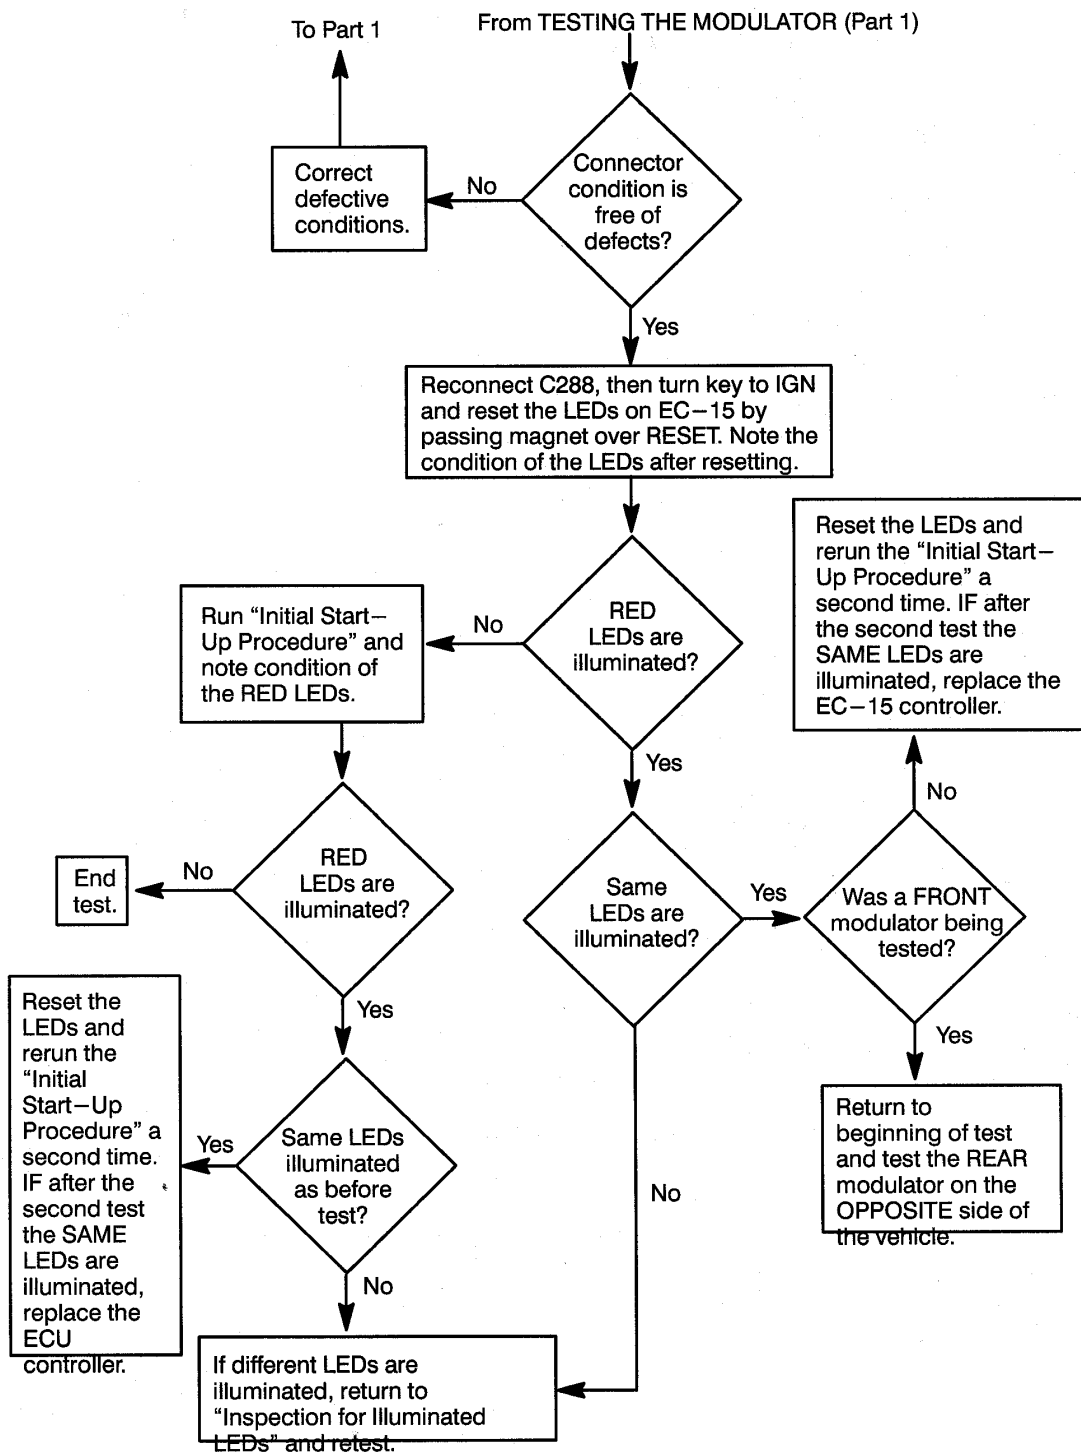 To Part 1
From TESTING THE MODULATOR (Part 1)
Connector
condition is
free of
defects?
No
Correct
defective
conditions.
Yes
Reconnect C288, then turn key to IGN
and reset the LEDs on EC–15 by
passing magnet over RESET. Note the
condition of the LEDs after resetting.
RED
LEDs are
illuminated?
No
Run “Initial Start–
Up Procedure” and
note condition of
the RED LEDs.
Yes
Reset the LEDs and
rerun the “Initial Start–
Up Procedure” a
second time. IF after
the second test the
SAME LEDs are
illuminated, replace the
EC–15 controller.
No
RED
LEDs are
illuminated?
No
End
test.
Same
LEDs are
illuminated?
Yes
Was a FRONT
modulator being
tested?
Yes
Yes
Reset the
LEDs and
rerun the
“Initial
Start–Up
Procedure” a
second time.
IF after the
second test
the SAME
LEDs are
illuminated,
replace the
ECU
controller.
Yes
Same LEDs
illuminated
as before
test?
No
No
Return to
beginning of test
and test the REAR
modulator on the
OPPOSITE side of
the vehicle.
If different LEDs are
illuminated, return to
“Inspection for Illuminated
LEDs” and retest.